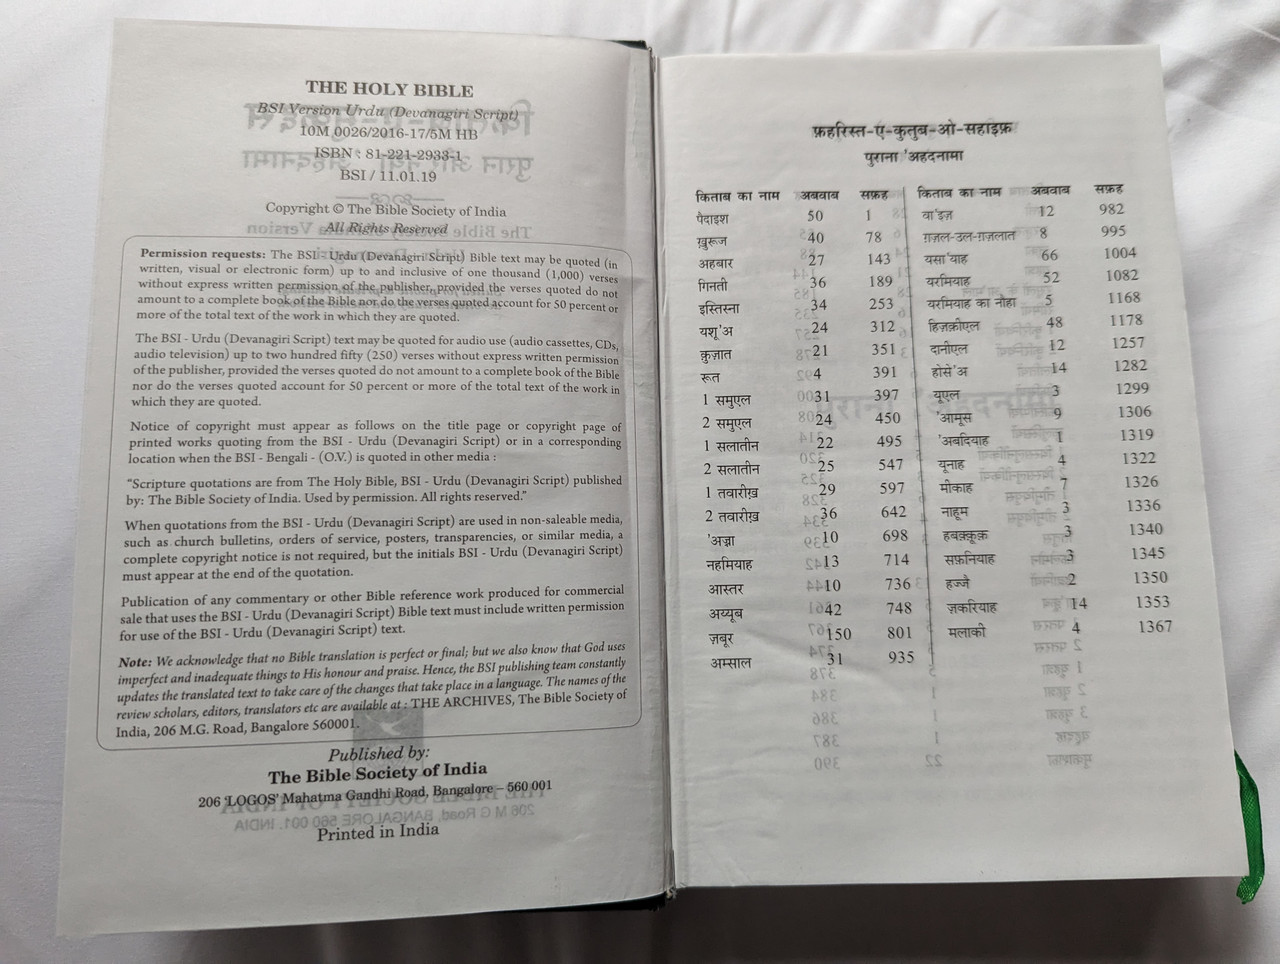 THE HOLY BIBLE
BSI Version Urdu (Devanagiri Script)
10M 0026/2016-17/5M HB
ISBN : 81-221-2933-1
BSI / 11.01.19
Copyright © The Bible Society of India
All Rights Reserved
Permission requests: The BSI - Urdu (Devanagiri Script) Bible text may be quoted (in
written, visual or electronic form) up to and inclusive of one thousand (1,000) verses
without express written permission of the publisher, provided the verses quoted do not
amount to a complete book of the Bible nor do the verses quoted account for 50 percent or
more of the total text of the work in which they are quoted.
The BSI - Urdu (Devanagiri Script) text may be quoted for audio use (audio cassettes, CDs,
audio television) up to two hundred fifty (250) verses without express written permission
of the publisher, provided the verses quoted do not amount to a complete book of the Bible
nor do the verses quoted account for 50 percent or more of the total text of the work in
which they are quoted.
Notice of copyright must appear as follows on the title page or copyright page of
printed works quoting from the BSI - Urdu (Devanagiri Script) or in a corresponding
location when the BSI - Bengali - (O.V.) is quoted in other media :
“Scripture quotations are from The Holy Bible, BSI - Urdu (Devanagiri Script) published
by: The Bible Society of India. Used by permission. All rights reserved.”
When quotations from the BSI - Urdu (Devanagiri Script) are used in non-saleable media,
such as church bulletins, orders of service, posters, transparencies, or similar media, a
complete copyright notice is not required, but the initials BSI - Urdu (Devanagiri Script)
must appear at the end of the quotation.
Publication of any commentary or other Bible reference work produced for commercial
sale that uses the BSI - Urdu (Devanagiri Script) Bible text must include written permission
for use of the BSI - Urdu (Devanagiri Script) text.
Note: We acknowledge that no Bible translation is perfect or final; but we also know that God uses
imperfect and inadequate things to His honour and praise. Hence, the BSI publishing team constantly
updates the translated text to take care of the changes that take place in a language. The names of the
review scholars, editors, translators etc are available at : THE ARCHIVES, The Bible Society of
India, 206 M.G. Road, Bangalore 560001.
Published by:
The Bible Society of India
206 ‘LOGOS’ Mahatma Gandhi Road, Bangalore – 560 001
Printed in India
फ़हरिस्त-ए-कुतुब-ओ-सहाइफ़
पुराना 'अहदनामा
किताब का नाम अबवाब सफ़ह
पैदाइश 50 1
ख़ुरूज 40 78
अहबार 27 143
गिनती 36 189
इस्तिस्ना 34 253
यशू'अ 24 312
क़ुज़ात 21 351
रूत 4 391
1 समुएल 31 397
2 समुएल 24 450
1 सलातीन 22 495
2 सलातीन 25 547
1 तवारीख़ 29 597
2 तवारीख़ 36 642
'अज्रा 10 698
नहमियाह 13 714
आस्तर 10 736
अय्यूब 42 748
ज़बूर 150 801
अम्साल 31 935
किताब का नाम अबवाब सफ़ह
वा'इज़ 12 982
ग़ज़ल-उल-ग़ज़लात 8 995
यसा'याह 66 1004
यरमियाह 52 1082
यरमियाह का नोहा 5 1168
हिज़क़ीएल 48 1178
दानीएल 12 1257
होसे'अ 14 1282
यूएल 3 1299
'आमूस 9 1306
'अबदियाह 1 1319
यूनाह 4 1322
मीकाह 7 1326
नाहूम 3 1336
हबक़्क़ूक़ 3 1340
सफ़नियाह 3 1345
हज्जै 2 1350
ज़करियाह 14 1353
मलाकी 4 1367